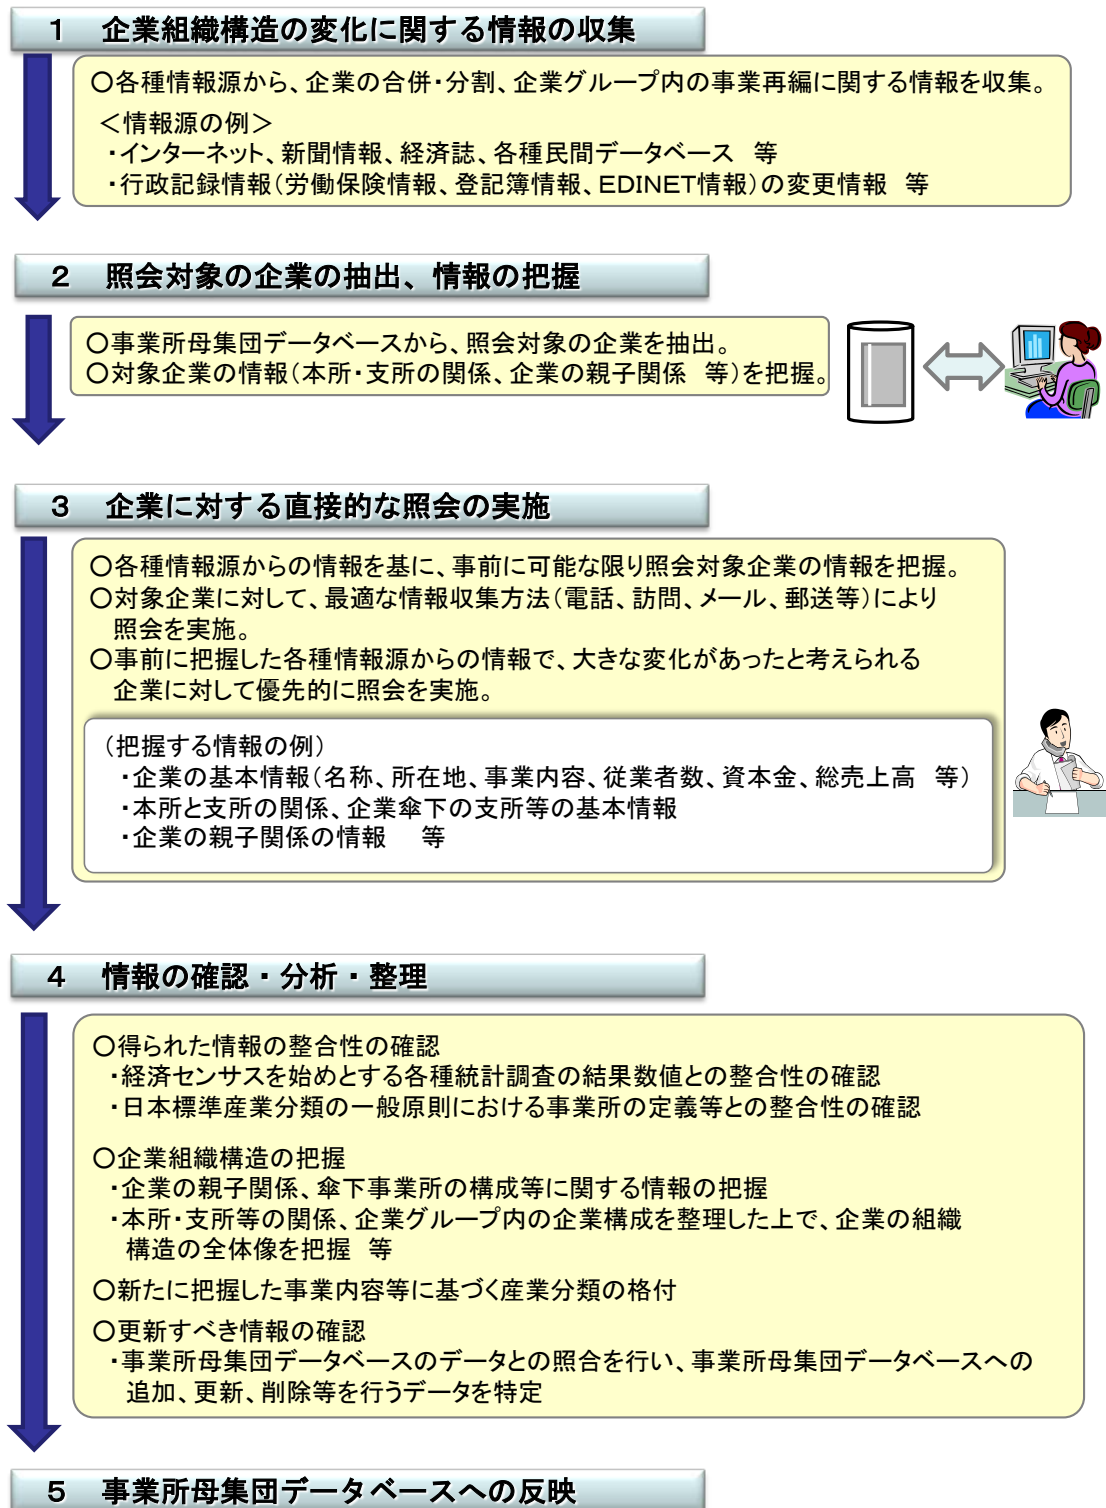 １　企業組織構造の変化に関する情報の収集
○各種情報源から、企業の合併・分割、企業グループ内の事業再編に関する情報を収集。
＜情報源の例＞
・インターネット、新聞情報、経済誌、各種民間データベース　等
・行政記録情報（労働保険情報、登記簿情報、EDINET情報）の変更情報　等
２　照会対象の企業の抽出、情報の把握
○事業所母集団データベースから、照会対象の企業を抽出。
○対象企業の情報（本所・支所の関係、企業の親子関係　等）を把握。
３　企業に対する直接的な照会の実施
○各種情報源からの情報を基に、事前に可能な限り照会対象企業の情報を把握。
○対象企業に対して、最適な情報収集方法（電話、訪問、メール、郵送等）により
照会を実施。
○事前に把握した各種情報源からの情報で、大きな変化があったと考えられる
企業に対して優先的に照会を実施。
（把握する情報の例）
・企業の基本情報（名称、所在地、事業内容、従業者数、資本金、総売上高　等）
・本所と支所の関係、企業傘下の支所等の基本情報
・企業の親子関係の情報　等
４　情報の確認・分析・整理
○得られた情報の整合性の確認
・経済センサスを始めとする各種統計調査の結果数値との整合性の確認
・日本標準産業分類の一般原則における事業所の定義等との整合性の確認
○企業組織構造の把握
・企業の親子関係、傘下事業所の構成等に関する情報の把握
・本所・支所等の関係、企業グループ内の企業構成を整理した上で、企業の組織
構造の全体像を把握　等
○新たに把握した事業内容等に基づく産業分類の格付
○更新すべき情報の確認
・事業所母集団データベースのデータとの照合を行い、事業所母集団データベースへの
追加、更新、削除等を行うデータを特定
５　事業所母集団データベースへの反映